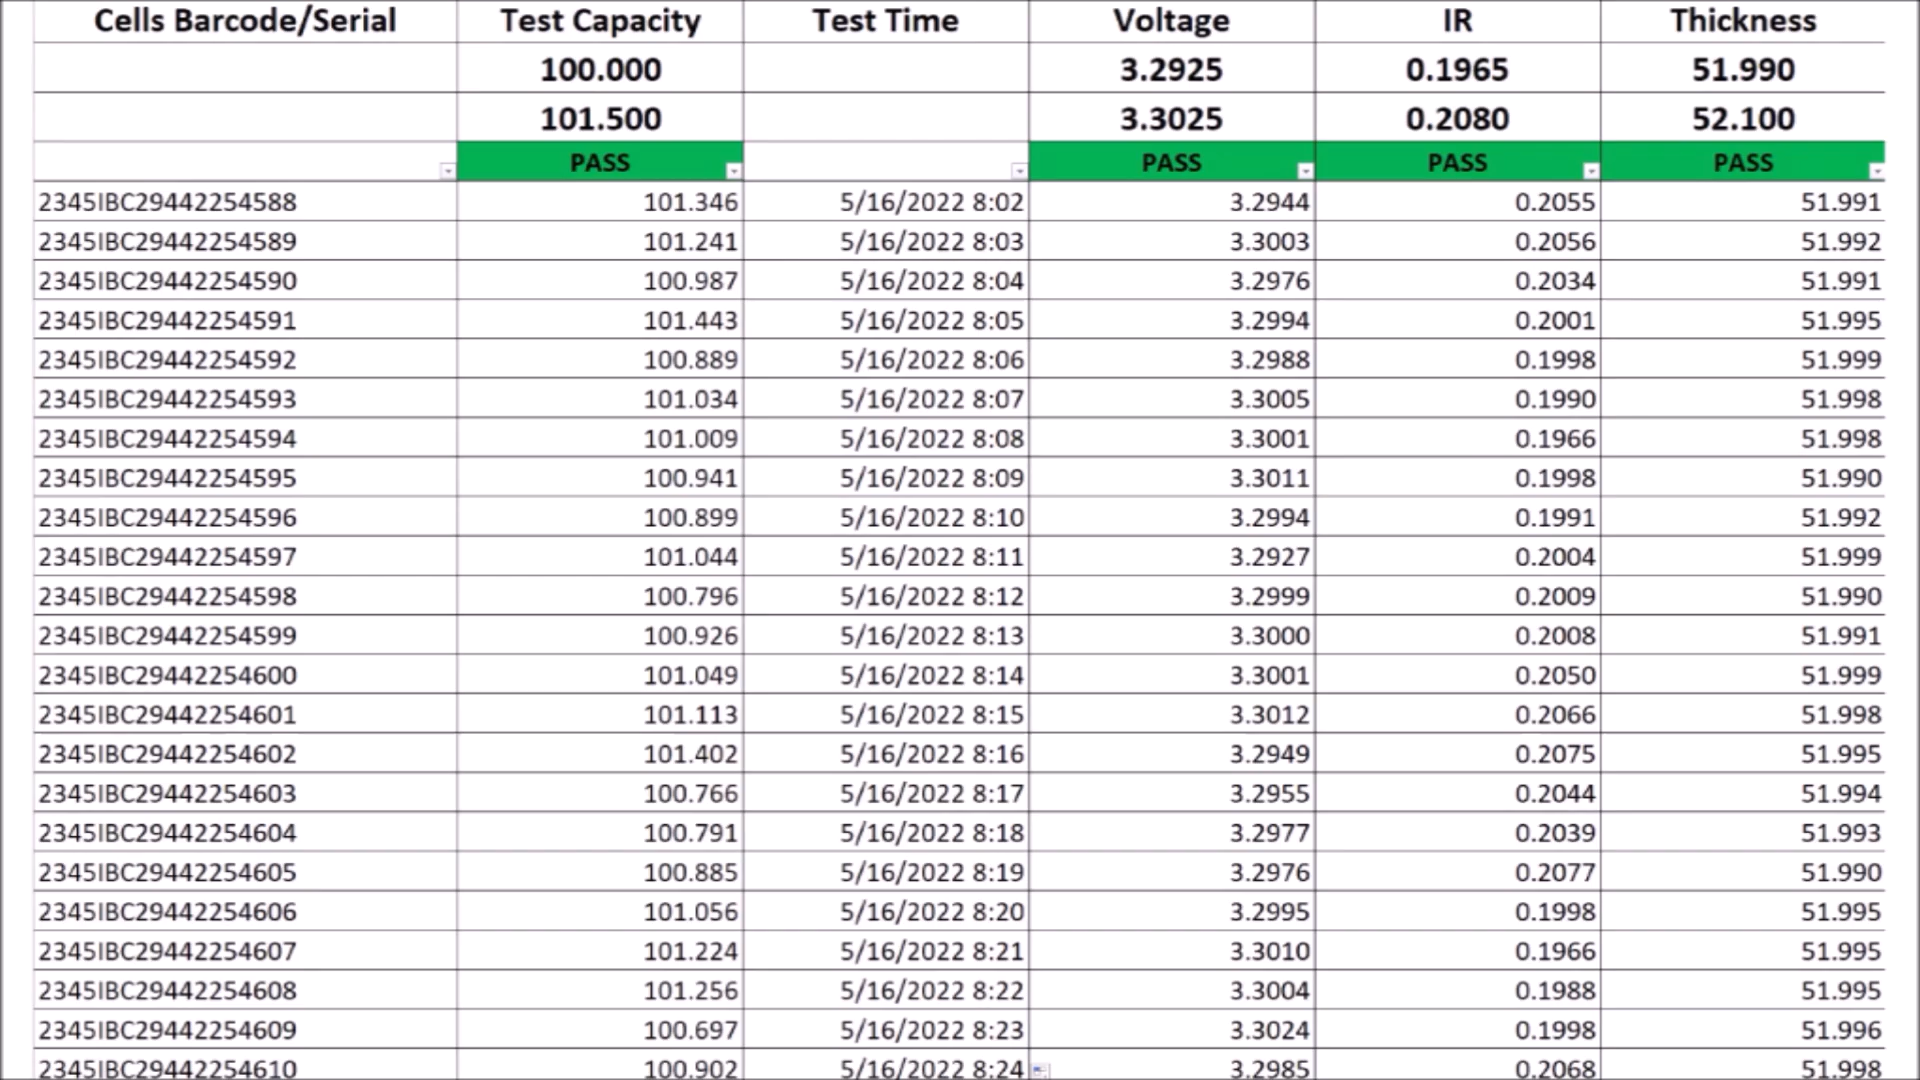 Cells Barcode/Serial Test Capacity Test Time Voltage IR Thickness
100.000 3.2925 0.1965 51.990
101.500 3.3025 0.2080 52.100
PASS PASS PASS PASS
2345IBC29442254588 101.346 5/16/2022 8:02 3.2944 0.2055 51.991
2345IBC29442254589 101.241 5/16/2022 8:03 3.3003 0.2056 51.992
2345IBC29442254590 100.987 5/16/2022 8:04 3.2976 0.2034 51.991
2345IBC29442254591 101.443 5/16/2022 8:05 3.2994 0.2001 51.995
2345IBC29442254592 100.889 5/16/2022 8:06 3.2988 0.1998 51.999
2345IBC29442254593 101.034 5/16/2022 8:07 3.3005 0.1990 51.998
2345IBC29442254594 101.009 5/16/2022 8:08 3.3001 0.1966 51.998
2345IBC29442254595 100.941 5/16/2022 8:09 3.3011 0.1998 51.990
2345IBC29442254596 100.899 5/16/2022 8:10 3.2994 0.1991 51.992
2345IBC29442254597 101.044 5/16/2022 8:11 3.2927 0.2004 51.999
2345IBC29442254598 100.796 5/16/2022 8:12 3.2999 0.2009 51.990
2345IBC29442254599 100.926 5/16/2022 8:13 3.3000 0.2008 51.991
2345IBC29442254600 101.049 5/16/2022 8:14 3.3001 0.2050 51.999
2345IBC29442254601 101.113 5/16/2022 8:15 3.3012 0.2066 51.998
2345IBC29442254602 101.402 5/16/2022 8:16 3.2949 0.2075 51.995
2345IBC29442254603 100.766 5/16/2022 8:17 3.2955 0.2044 51.994
2345IBC29442254604 100.791 5/16/2022 8:18 3.2977 0.2039 51.993
2345IBC29442254605 100.885 5/16/2022 8:19 3.2976 0.2077 51.990
2345IBC29442254606 101.056 5/16/2022 8:20 3.2995 0.1998 51.995
2345IBC29442254607 101.224 5/16/2022 8:21 3.3010 0.1966 51.995
2345IBC29442254608 101.256 5/16/2022 8:22 3.3004 0.1988 51.995
2345IBC29442254609 100.697 5/16/2022 8:23 3.3024 0.1998 51.996
2345IBC29442254610 100.902 5/16/2022 8:24 3.2985 0.2068 51.998